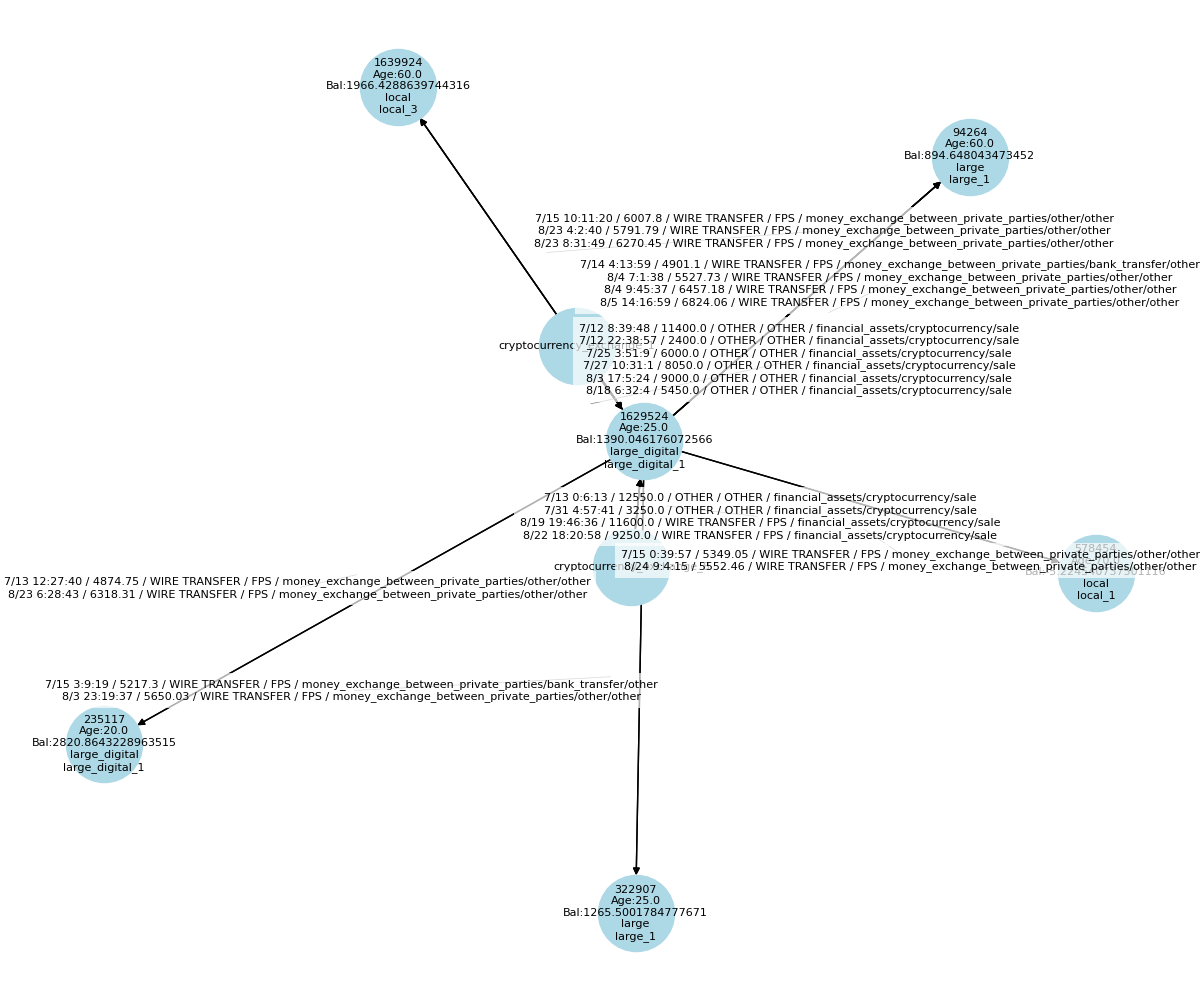 1639924
Age:60.0
Bal:1966.4288639744316
local
local_3
94264
Age:60.0
Bal:894.648043473452
large
large_1
7/15 10:11:20 / 6007.8 / WIRE TRANSFER / FPS / money_exchange_between_private_parties/other/other
8/23 4:2:40 / 5791.79 / WIRE TRANSFER / FPS / money_exchange_between_private_parties/other/other
8/23 8:31:49 / 6270.45 / WIRE TRANSFER / FPS / money_exchange_between_private_parties/other/other
7/14 4:13:59 / 4901.1 / WIRE TRANSFER / FPS / money_exchange_between_private_parties/bank_transfer/other
8/4 7:1:38 / 5527.73 / WIRE TRANSFER / FPS / money_exchange_between_private_parties/other/other
8/4 9:45:37 / 6457.18 / WIRE TRANSFER / FPS / money_exchange_between_private_parties/other/other
8/5 14:16:59 / 6824.06 / WIRE TRANSFER / FPS / money_exchange_between_private_parties/other/other
7/12 8:39:48 / 11400.0 / OTHER / OTHER / financial_assets/cryptocurrency/sale
7/12 22:38:57 / 2400.0 / OTHER / OTHER / financial_assets/cryptocurrency/sale
cryptocurrency
7/25 3:51:9 / 6000.0 / OTHER / OTHER / financial_assets/cryptocurrency/sale
7/27 10:31:1 / 8050.0 / OTHER / OTHER / financial_assets/cryptocurrency/sale
8/3 17:5:24 / 9000.0 / OTHER / OTHER / financial_assets/cryptocurrency/sale
8/18 6:32:4 / 5450.0 / OTHER / OTHER / financial_assets/cryptocurrency/sale
1629524
Age:25.0
Bal:1390.046176072566
large_digital
large_digital_1
7/13 0:6:13 / 12550.0 / OTHER / OTHER / financial_assets/cryptocurrency/sale
7/31 4:57:41 / 3250.0 / OTHER / OTHER / financial_assets/cryptocurrency/sale
8/19 19:46:36 / 11600.0 / WIRE TRANSFER / FPS / financial_assets/cryptocurrency/sale
8/22 18:20:58 / 9250.0 / WIRE TRANSFER / FPS / financial_assets/cryptocurrency/sale
7/15 0:39:57 / 5349.05 / WIRE TRANSFER / FPS / money_exchange_between_private_parties/other/other
8/24 9:4:15 / 5552.46 / WIRE TRANSFER / FPS / money_exchange_between_private_parties/other/other
578454
local
local_1
7/13 12:27:40 / 4874.75 / WIRE TRANSFER / FPS / money_exchange_between_private_parties/other/other
8/23 6:28:43 / 6318.31 / WIRE TRANSFER / FPS / money_exchange_between_private_parties/other/other
7/15 3:9:19 / 5217.3 / WIRE TRANSFER / FPS / money_exchange_between_private_parties/bank_transfer/other
8/3 23:19:37 / 5650.03 / WIRE TRANSFER / FPS / money_exchange_between_private_parties/other/other
235117
Age:20.0
Bal:2820.8643228963515
large_digital
large_digital_1
322907
Age:25.0
Bal:1265.5001784777671
large
large_1